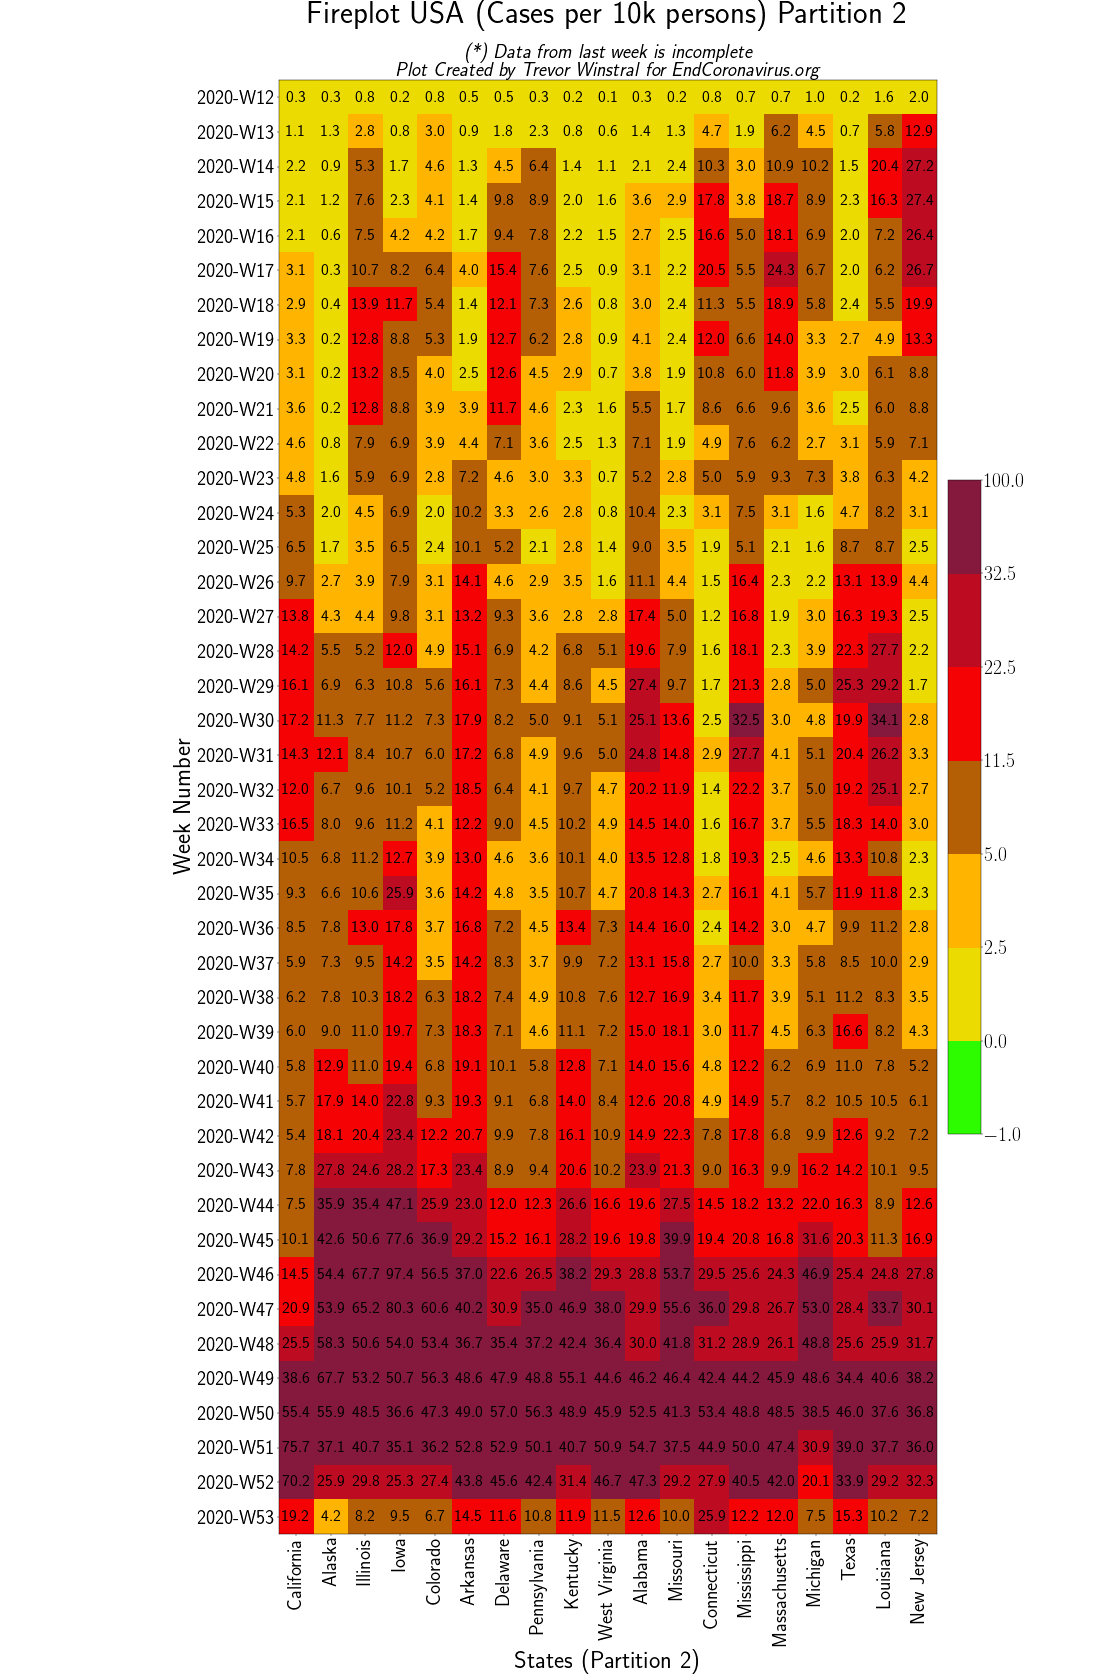 Fireplot USA (Cases per 10k persons) Partition 2
(*) Data from last week is incomplete
Plot Created by Trevor Winstral for EndCoronavirus.org
2020-W12 0.3 0.3 0.8 0.2 0.8 0.5 0.5 0.3 0.2 0.1 0.3 0.2 0.8 0.7 0.7 1.0 0.2 1.6 2.0
2020-W13 1.1 1.3 2.8 0.8 3.0 0.9 1.8 2.3 0.8 0.6 1.4 1.3 4.7 1.9 6.2 4.5 0.7 5.8 12.9
2020-W14 2.2 0.9 5.3 1.7 4.6 1.3 4.5 6.4 1.4 1.1 2.1 2.4 10.3 3.0 10.9 10.2 1.5 20.4 27.2
2020-W15 2.1 1.2 7.6 2.3 4.1 1.4 9.8 8.9 2.0 1.6 3.6 2.9 17.8 3.8 18.7 8.9 2.3 16.3 27.4
2020-W16 2.1 0.6 7.5 4.2 4.2 1.7 9.4 7.8 2.2 1.5 2.7 2.5 16.6 5.0 18.1 6.9 2.0 7.2 26.4
2020-W17 3.1 0.3 10.7 8.2 6.4 4.0 15.4 7.6 2.5 0.9 3.1 2.2 20.5 5.5 24.3 6.7 2.0 6.2 26.7
2020-W18 2.9 0.4 13.9 11.7 5.4 1.4 12.1 7.3 2.6 0.8 3.0 2.4 11.3 5.5 18.9 5.8 2.4 5.5 19.9
2020-W19 3.3 0.2 12.8 8.8 5.3 1.9 12.7 6.2 2.8 0.9 4.1 2.4 12.0 6.6 14.0 3.3 2.7 4.9 13.3
2020-W20 3.1 0.2 13.2 8.5 4.0 2.5 12.6 4.5 2.9 0.7 3.8 1.9 10.8 6.0 11.8 3.9 3.0 6.1 8.8
2020-W21 3.6 0.2 12.8 8.8 3.9 3.9 11.7 4.6 2.3 1.6 5.5 1.7 8.6 6.6 9.6 3.6 2.5 6.0 8.8
2020-W22 4.6 0.8 7.9 6.9 3.9 4.4 7.1 3.6 2.5 1.3 7.1 1.9 4.9 7.6 6.2 2.7 3.1 5.9 7.1
2020-W23 4.8 1.6 5.9 6.9 2.8 7.2 4.6 3.0 3.3 0.7 5.2 2.8 5.0 5.9 9.3 7.3 3.8 6.3 4.2
2020-W24 5.3 2.0 4.5 6.9 2.0 10.2 3.3 2.6 2.8 0.8 10.4 2.3 3.1 7.5 3.1 1.6 4.7 8.2 3.1
2020-W25 6.5 1.7 3.5 6.5 2.4 10.1 5.2 2.1 2.8 1.4 9.0 3.5 1.9 5.1 2.1 1.6 8.7 8.7 2.5
2020-W26 9.7 2.7 3.9 7.9 3.1 14.1 4.6 2.9 3.5 1.6 11.1 4.4 1.5 16.4 2.3 2.2 13.1 13.9 4.4
2020-W27 13.8 4.3 4.4 9.8 3.1 13.2 9.3 3.6 2.8 2.8 17.4 5.0 1.2 16.8 1.9 3.0 16.3 19.3 2.5
2020-W28 14.2 5.5 5.2 12.0 4.9 15.1 6.9 4.2 6.8 5.1 19.6 7.9 1.6 18.1 2.3 3.9 22.3 27.7 2.2
2020-W29 16.1 6.9 6.3 10.8 5.6 16.1 7.3 4.4 8.6 4.5 27.4 9.7 1.7 21.3 2.8 5.0 25.3 29.2 1.7
2020-W30 17.2 11.3 7.7 11.2 7.3 17.9 8.2 5.0 9.1 5.1 25.1 13.6 2.5 32.5 3.0 4.8 19.9 34.1 2.8
2020-W31 14.3 12.1 8.4 10.7 6.0 17.2 6.8 4.9 9.6 5.0 24.8 14.8 2.9 27.7 4.1 5.1 20.4 26.2 3.3
2020-W32 12.0 6.7 9.6 10.1 5.2 18.5 6.4 4.1 9.7 4.7 20.2 11.9 1.4 22.2 3.7 5.0 19.2 25.1 2.7
2020-W33 16.5 8.0 9.6 11.2 4.1 12.2 9.0 4.5 10.2 4.9 14.5 14.0 1.6 16.7 3.7 5.5 18.3 14.0 3.0
2020-W34 10.5 6.8 11.2 12.7 3.9 13.0 4.6 3.6 10.1 4.0 13.5 12.8 1.8 19.3 2.5 4.6 13.3 10.8 2.3
2020-W35 9.3 6.6 10.6 25.9 3.6 14.2 4.8 3.5 10.7 4.7 20.8 14.3 2.7 16.1 4.1 5.7 11.9 11.8 2.3
2020-W36 8.5 7.8 13.0 17.8 3.7 16.8 7.2 4.5 13.4 7.3 14.4 16.0 2.4 14.2 3.0 4.7 9.9 11.2 2.8
2020-W37 5.9 7.3 9.5 14.2 3.5 14.2 8.3 3.7 9.9 7.2 13.1 15.8 2.7 10.0 3.3 5.8 8.5 10.0 2.9
2020-W38 6.2 7.8 10.3 18.2 6.3 18.2 7.4 4.9 10.8 7.6 12.7 16.9 3.4 11.7 3.9 5.1 11.2 8.3 3.5
2020-W39 6.0 9.0 11.0 19.7 7.3 18.3 7.1 4.6 11.1 7.2 15.0 18.1 3.0 11.7 4.5 6.3 16.6 8.2 4.3
2020-W40 5.8 12.9 11.0 19.4 6.8 19.1 10.1 5.8 12.8 7.1 14.0 15.6 4.8 12.2 6.2 6.9 11.0 7.8 5.2
2020-W41 5.7 17.9 14.0 22.8 9.3 19.3 9.1 6.8 14.0 8.4 12.6 20.8 4.9 14.9 5.7 8.2 10.5 10.5 6.1
2020-W42 5.4 18.1 20.4 23.4 12.2 20.7 9.9 7.8 16.1 10.9 14.9 22.3 7.8 17.8 6.8 9.9 12.6 9.2 7.2
2020-W43 7.8 27.8 24.6 28.2 17.3 23.4 8.9 9.4 20.6 10.2 23.9 21.3 9.0 16.3 9.9 16.2 14.2 10.1 9.5
2020-W44 7.5 35.9 35.4 47.1 25.9 23.0 12.0 12.3 26.6 16.6 19.6 27.5 14.5 18.2 13.2 22.0 16.3 8.9 12.6
2020-W45 10.1 42.6 50.6 77.6 36.9 29.2 15.2 16.1 28.2 19.6 19.8 39.9 19.4 20.8 16.8 31.6 20.3 11.3 16.9
2020-W46 14.5 54.4 67.7 97.4 56.5 37.0 22.6 26.5 38.2 29.3 28.8 53.7 29.5 25.6 24.3 46.9 25.4 24.8 27.8
2020-W47 20.9 53.9 65.2 80.3 60.6 40.2 30.9 35.0 46.9 38.0 29.9 55.6 36.0 29.8 26.7 53.0 28.4 33.7 30.1
2020-W48 25.5 58.3 50.6 54.0 53.4 36.7 35.4 37.2 42.4 36.4 30.0 41.8 31.2 28.9 26.1 48.8 25.6 25.9 31.7
2020-W49 38.6 67.7 53.2 50.7 56.3 48.6 47.9 48.8 55.1 44.6 46.2 46.4 42.4 44.2 45.9 48.6 34.4 40.6 38.2
2020-W50 55.4 55.9 48.5 36.6 47.3 49.0 57.0 56.3 48.9 45.9 52.5 41.3 53.4 48.8 48.5 38.5 46.0 37.6 36.8
2020-W51 75.7 37.1 40.7 35.1 36.2 52.8 52.9 50.1 40.7 50.9 54.7 37.5 44.9 50.0 47.4 30.9 39.0 37.7 36.0
2020-W52 70.2 25.9 29.8 25.3 27.4 43.8 45.6 42.4 31.4 46.7 47.3 29.2 27.9 40.5 42.0 20.1 33.9 29.2 32.3
2020-W53 19.2 4.2 8.2 9.5 6.7 14.5 11.6 10.8 11.9 11.5 12.6 10.0 25.9 12.2 12.0 7.5 15.3 10.2 7.2
Week Number
California Alaska Illinois Iowa Colorado Arkansas Delaware Pennsylvania Kentucky West Virginia Alabama Missouri Connecticut Mississippi Massachusetts Michigan Texas Louisiana New Jersey
States (Partition 2)
100.0
32.5
22.5
11.5
5.0
2.5
0.0
−1.0